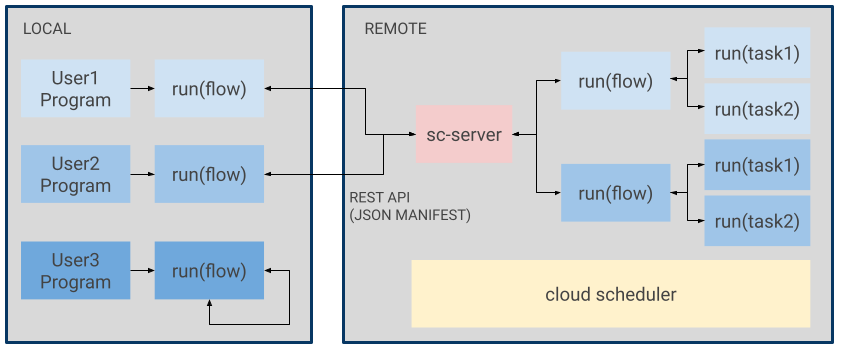 LOCAL
User1
Program
run(flow)
User2
Program
run(flow)
User3
Program
run(flow)
REMOTE
sc-server
REST API
(JSON MANIFEST)
run(flow)
run(task1)
run(task2)
run(flow)
run(task1)
run(task2)
cloud scheduler